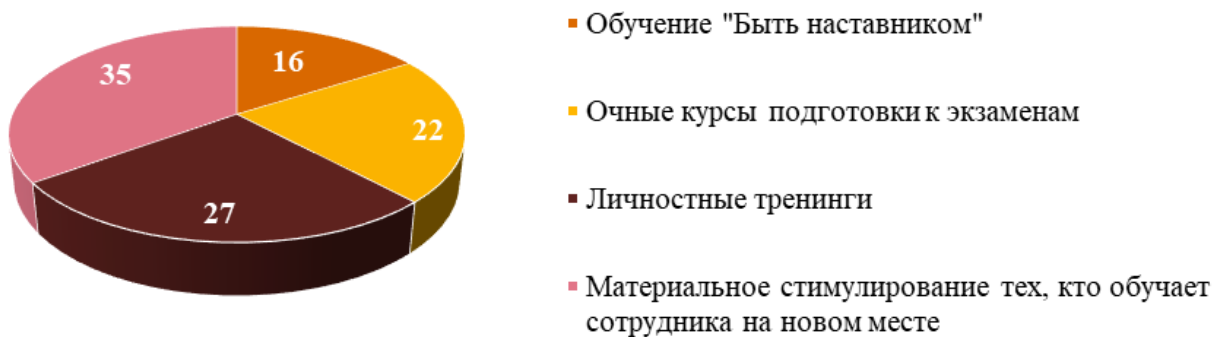 35
16
22
27
Обучение "Быть наставником"
Очные курсы подготовки к экзаменам
Личностные тренинги
Материальное стимулирование тех, кто обучает
сотрудника на новом месте